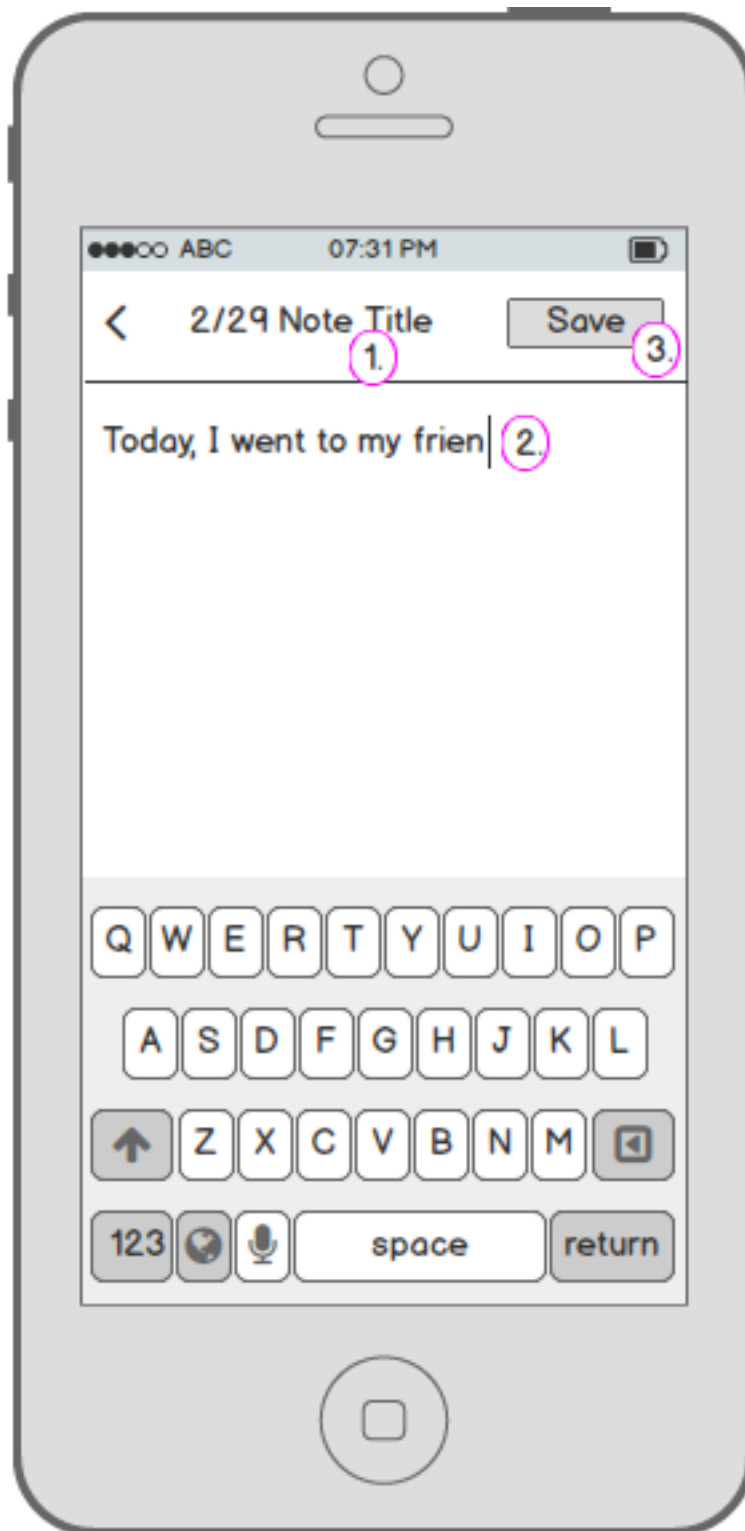 ABC 07:31 PM
2/29 Note Title Save
1. 3.
Today, I went to my frien 2.
Q W E R T Y U I O P
A S D F G H J K L
Z X C V B N M
123 space return